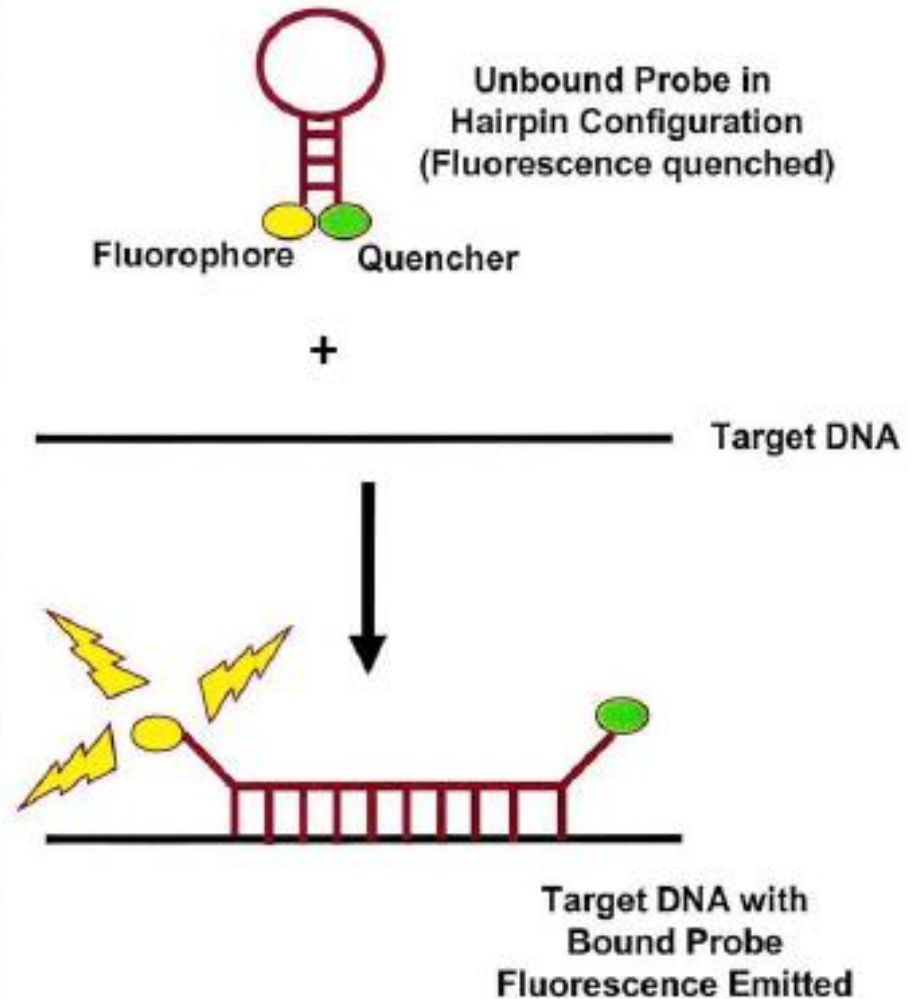 Unbound Probe in
Hairpin Configuration
(Fluorescence quenched)
Fluorophore
Quencher
+
Target DNA
Target DNA with
Bound Probe
Fluorescence Emitted